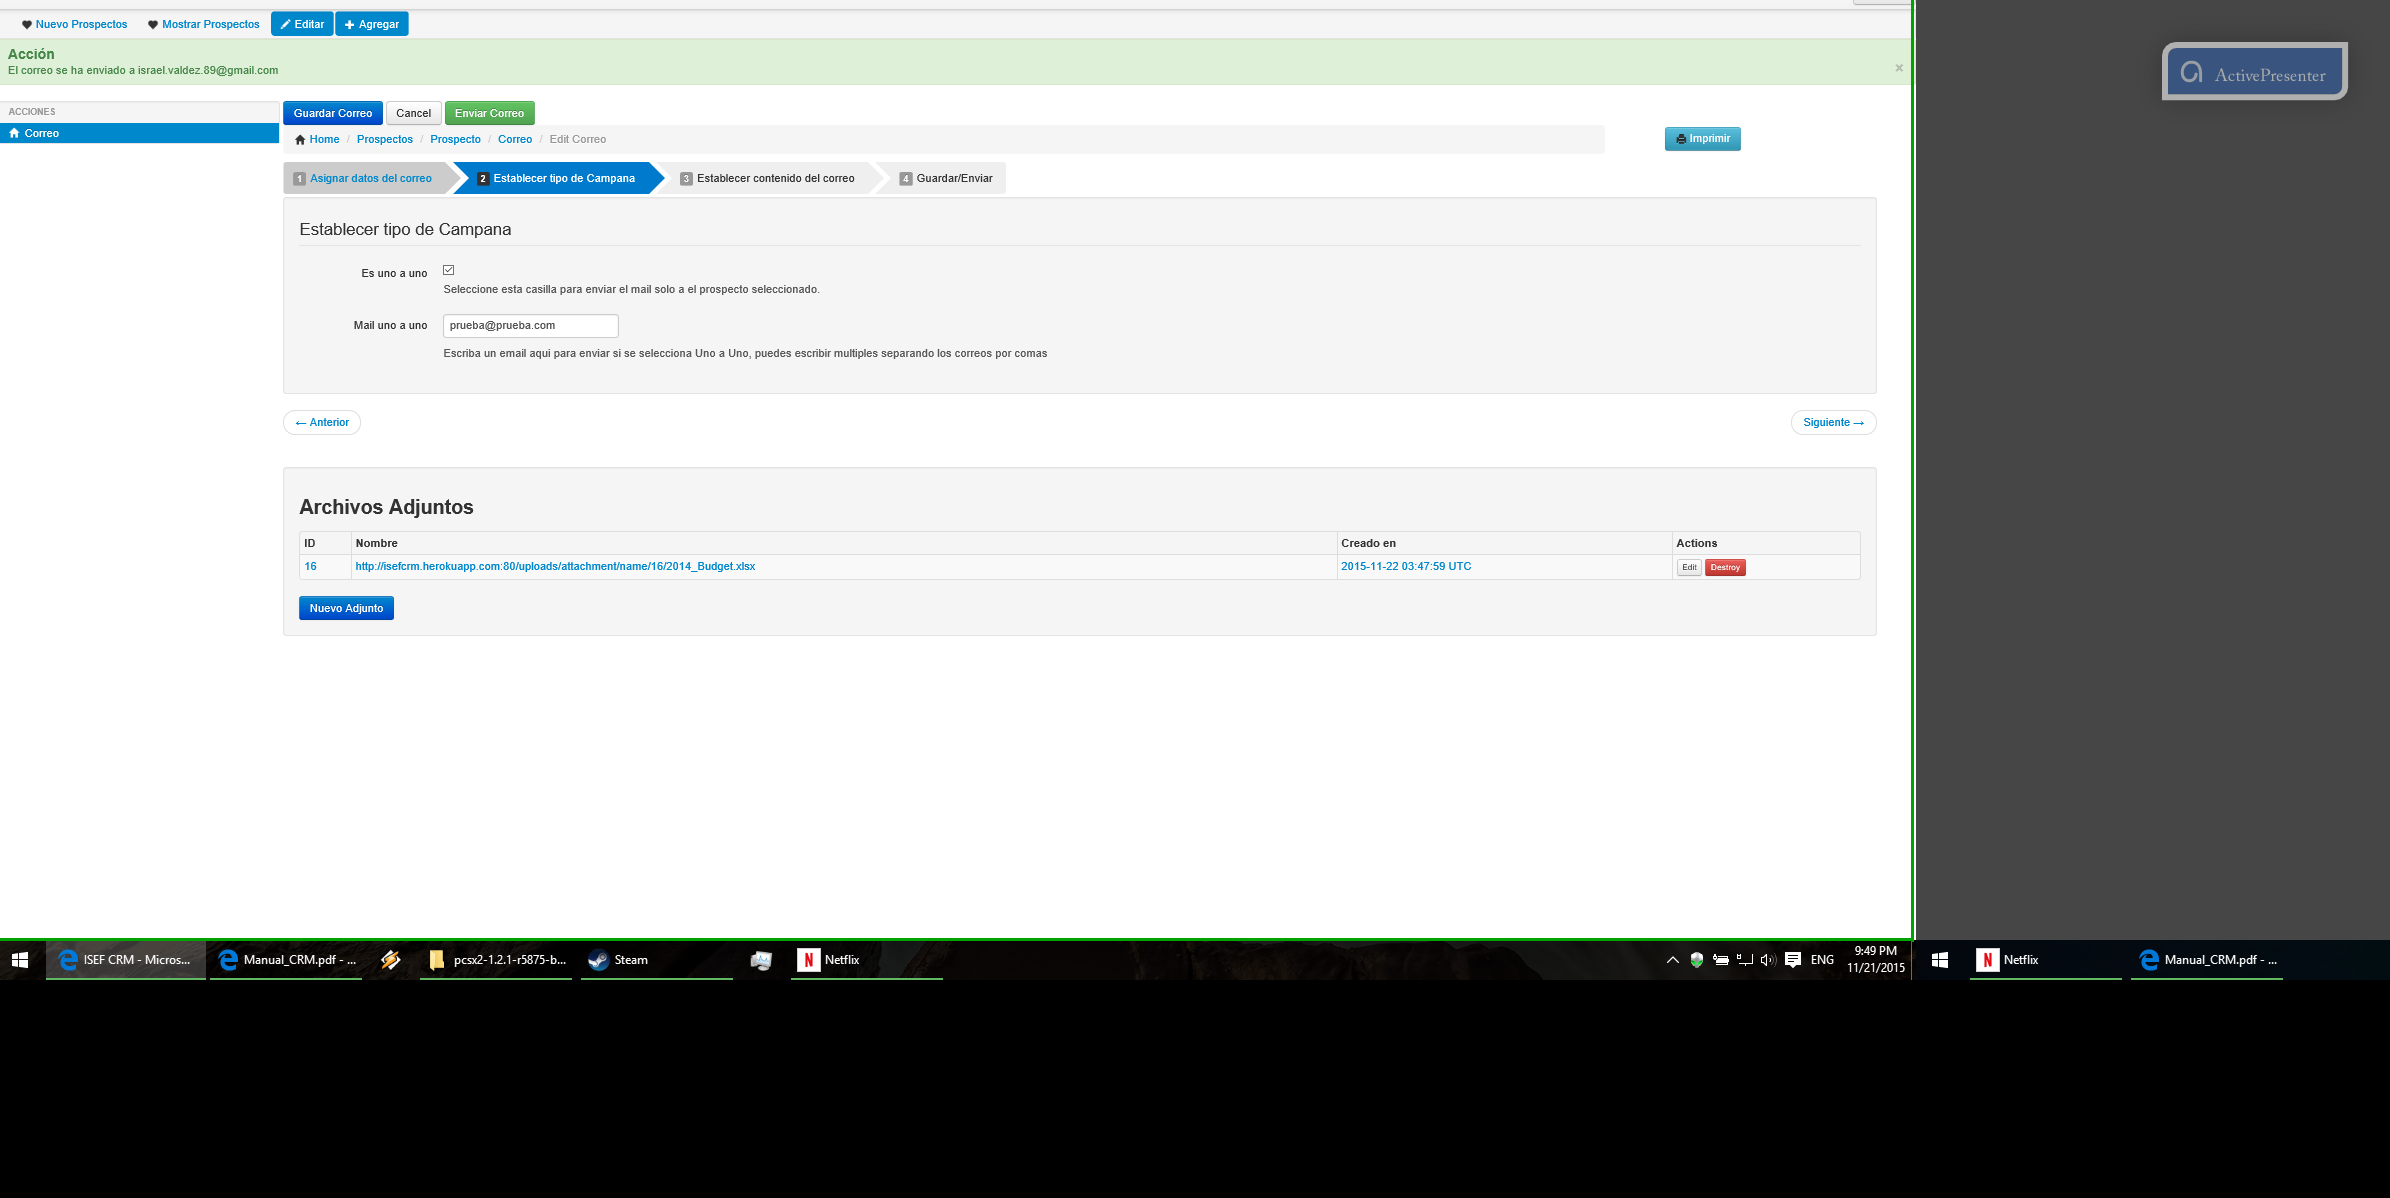 Nuevo Prospectos Mostrar Prospectos Editar Agregar
Acción
El correo se ha enviado a israel.valdez.89@gmail.com
×
ActivePresenter
ACCIONES
Correo
Guardar Correo Cancel Enviar Correo
Home / Prospectos / Prospecto / Correo / Edit Correo
Imprimir
1 Asignar datos del correo 2 Establecer tipo de Campana 3 Establecer contenido del correo 4 Guardar/Enviar
Establecer tipo de Campana
Es uno a uno
Seleccione esta casilla para enviar el mail solo a el prospecto seleccionado.
Mail uno a uno prueba@prueba.com
Escriba un email aqui para enviar si se selecciona Uno a Uno, puedes escribir multiples separando los correos por comas
← Anterior Siguiente →
Archivos Adjuntos
ID Nombre Creado en Actions
16 http://isefcrm.herokuapp.com:80/uploads/attachment/name/16/2014_Budget.xlsx 2015-11-22 03:47:59 UTC Edit Destroy
Nuevo Adjunto
ISEF CRM - Micros... Manual_CRM.pdf - ... pcsx2-1.2.1-r5875-b... Steam N Netflix ENG 9:49 PM
11/21/2015
N Netflix Manual_CRM.pdf - ...